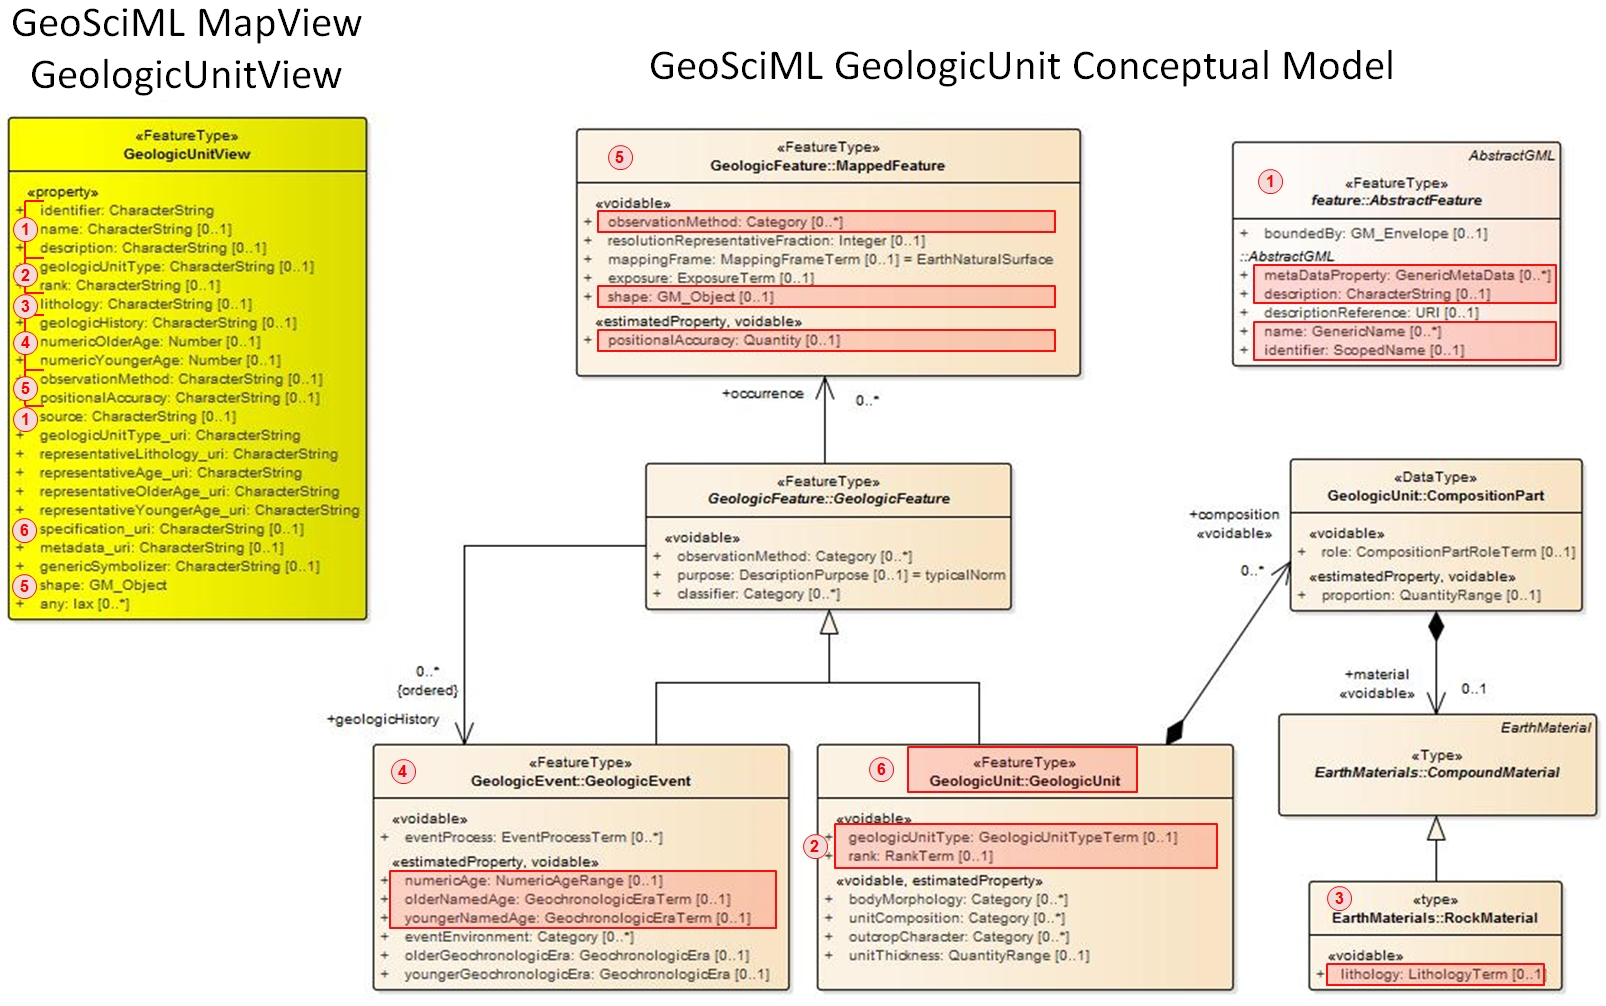 GeoSciML MapView
GeologicUnitView
GeoSciML GeologicUnit Conceptual Model
«FeatureType»
GeologicUnitView
«property»
+ identifier: CharacterString
1 name: CharacterString [0..1]
+ description: CharacterString [0..1]
2 geologicUnitType: CharacterString [0..1]
rank: CharacterString [0..1]
3 lithology: CharacterString [0..1]
+ geologicHistory: CharacterString [0..1]
4 numericOlderAge: Number [0..1]
+ numericYoungerAge: Number [0..1]
5 observationMethod: CharacterString [0..1]
positionalAccuracy: CharacterString [0..1]
1 source: CharacterString [0..1]
+ geologicUnitType_uri: CharacterString
+ representativeLithology_uri: CharacterString
+ representativeAge_uri: CharacterString
+ representativeOlderAge_uri: CharacterString
+ representativeYoungerAge_uri: CharacterString
6 specification_uri: CharacterString [0..1]
+ metadata_uri: CharacterString [0..1]
+ genericSymbolizer: CharacterString [0..1]
5 shape: GM_Object
+ any: lax [0..*]
5
«FeatureType»
GeologicFeature::MappedFeature
«voidable»
+ observationMethod: Category [0..*]
+ resolutionRepresentativeFraction: Integer [0..1]
+ mappingFrame: MappingFrameTerm [0..1] = EarthNaturalSurface
+ exposure: ExposureTerm [0..1]
+ shape: GM_Object [0..1]
«estimatedProperty, voidable»
+ positionalAccuracy: Quantity [0..1]
AbstractGML
1
«FeatureType»
feature::AbstractFeature
+ boundedBy: GM_Envelope [0..1]
::AbstractGML
+ metaDataProperty: GenericMetaData [0..*]
+ description: CharacterString [0..1]
+ descriptionReference: URI [0..1]
+ name: GenericName [0..*]
+ identifier: ScopedName [0..1]
+occurrence
0..*
«FeatureType»
GeologicFeature::GeologicFeature
«voidable»
+ observationMethod: Category [0..*]
+ purpose: DescriptionPurpose [0..1] = typicalNorm
+ classifier: Category [0..*]
«DataType»
GeologicUnit::CompositionPart
«voidable»
+ role: CompositionPartRoleTerm [0..1]
«estimatedProperty, voidable»
+ proportion: QuantityRange [0..1]
+composition
«voidable»
0..*
+material
«voidable»
0..1
0..*
{ordered}
+geologicHistory
4
«FeatureType»
GeologicEvent::GeologicEvent
«voidable»
+ eventProcess: EventProcessTerm [0..*]
«estimatedProperty, voidable»
+ numericAge: NumericAgeRange [0..1]
+ olderNamedAge: GeochronologicEraTerm [0..1]
+ youngerNamedAge: GeochronologicEraTerm [0..1]
+ eventEnvironment: Category [0..*]
+ olderGeochronologicEra: GeochronologicEra [0..1]
+ youngerGeochronologicEra: GeochronologicEra [0..1]
6
«FeatureType»
GeologicUnit::GeologicUnit
«voidable»
2
+ geologicUnitType: GeologicUnitTypeTerm [0..1]
+ rank: RankTerm [0..1]
«voidable, estimatedProperty»
+ bodyMorphology: Category [0..*]
+ unitComposition: Category [0..*]
+ outcropCharacter: Category [0..*]
+ unitThickness: QuantityRange [0..1]
EarthMaterial
«Type»
EarthMaterials::CompoundMaterial
3
«type»
EarthMaterials::RockMaterial
«voidable»
+ lithology: LithologyTerm [0..1]